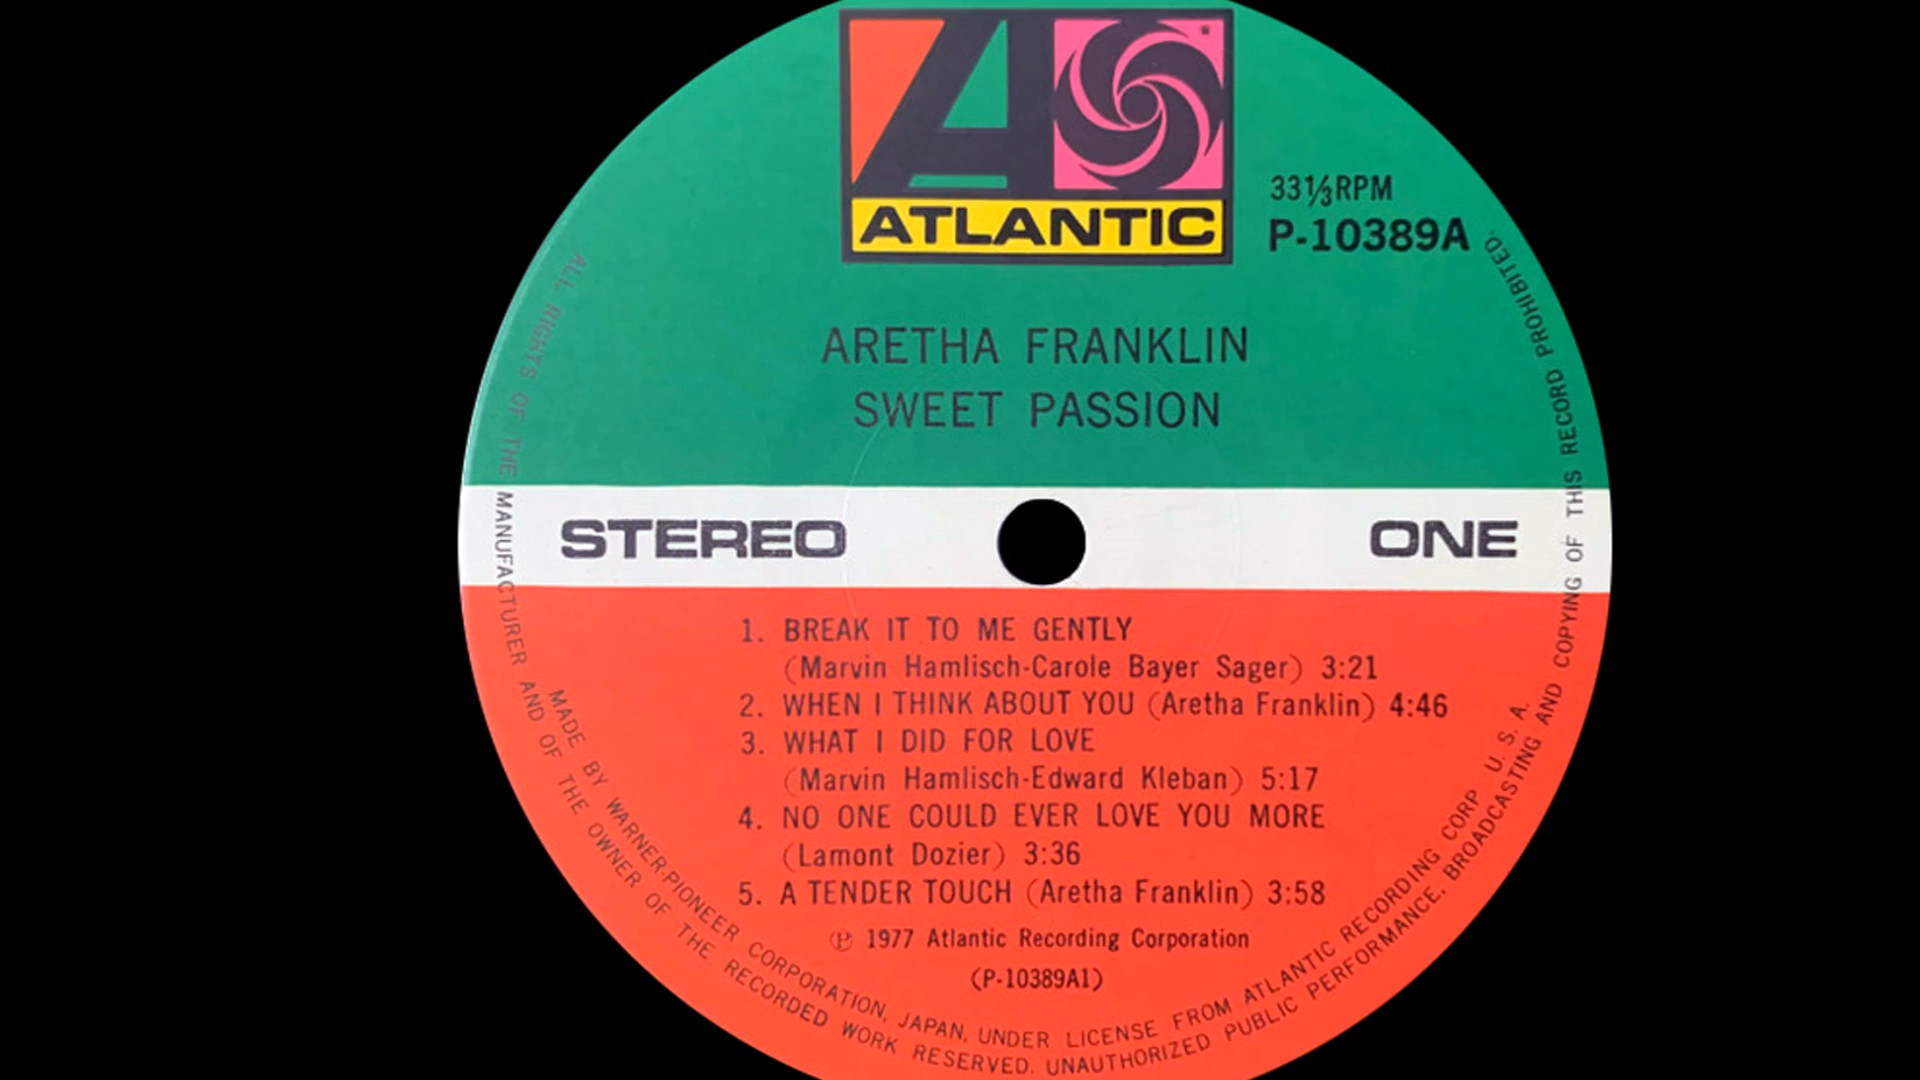 ATLANTIC
33⅓RPM
P-10389A
ARETHA FRANKLIN
SWEET PASSION
STEREO
ONE
1. BREAK IT TO ME GENTLY
(Marvin Hamlisch-Carole Bayer Sager) 3:21
2. WHEN I THINK ABOUT YOU (Aretha Franklin) 4:46
3. WHAT I DID FOR LOVE
(Marvin Hamlisch-Edward Kleban) 5:17
4. NO ONE COULD EVER LOVE YOU MORE
(Lamont Dozier) 3:36
5. A TENDER TOUCH (Aretha Franklin) 3:58
Ⓟ 1977 Atlantic Recording Corporation
(P-10389A1)
MADE BY WARNER-PIONEER CORPORATION, JAPAN, UNDER LICENSE FROM ATLANTIC RECORDING CORP U. S. A.
ALL RIGHTS OF THE MANUFACTURER AND OF THE OWNER OF THE RECORDED WORK RESERVED. UNAUTHORIZED PUBLIC PERFORMANCE, BROADCASTING AND COPYING OF THIS RECORD PROHIBITED.